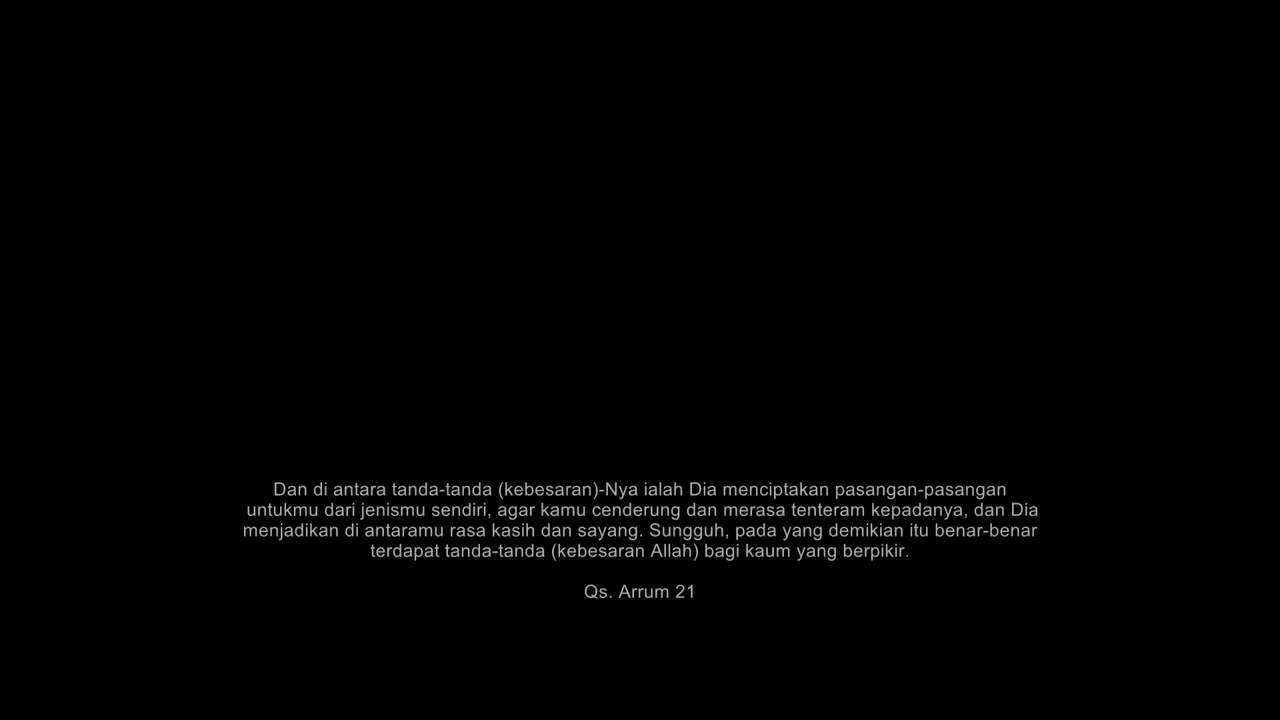 Dan di antara tanda-tanda (kebesaran)-Nya ialah Dia menciptakan pasangan-pasangan
untukmu dari jenismu sendiri, agar kamu cenderung dan merasa tenteram kepadanya, dan Dia
menjadikan di antaramu rasa kasih dan sayang. Sungguh, pada yang demikian itu benar-benar
terdapat tanda-tanda (kebesaran Allah) bagi kaum yang berpikir.
Qs. Arrum 21